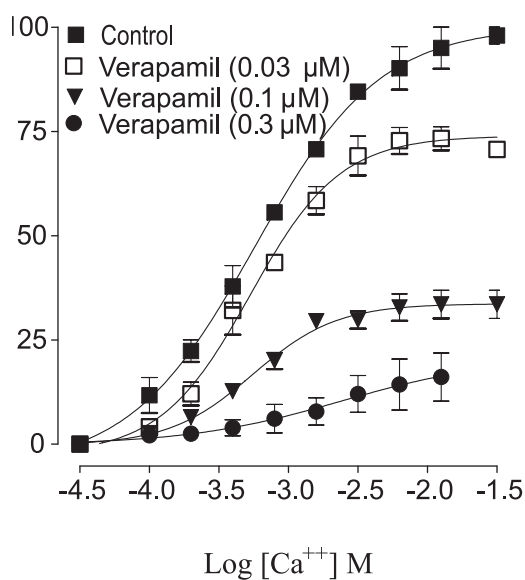 100
Control
Verapamil (0.03 µM)
Verapamil (0.1 µM)
Verapamil (0.3 µM)
75
50
25
0
-4.5 -4.0 -3.5 -3.0 -2.5 -2.0 -1.5
Log [Ca⁺⁺] M